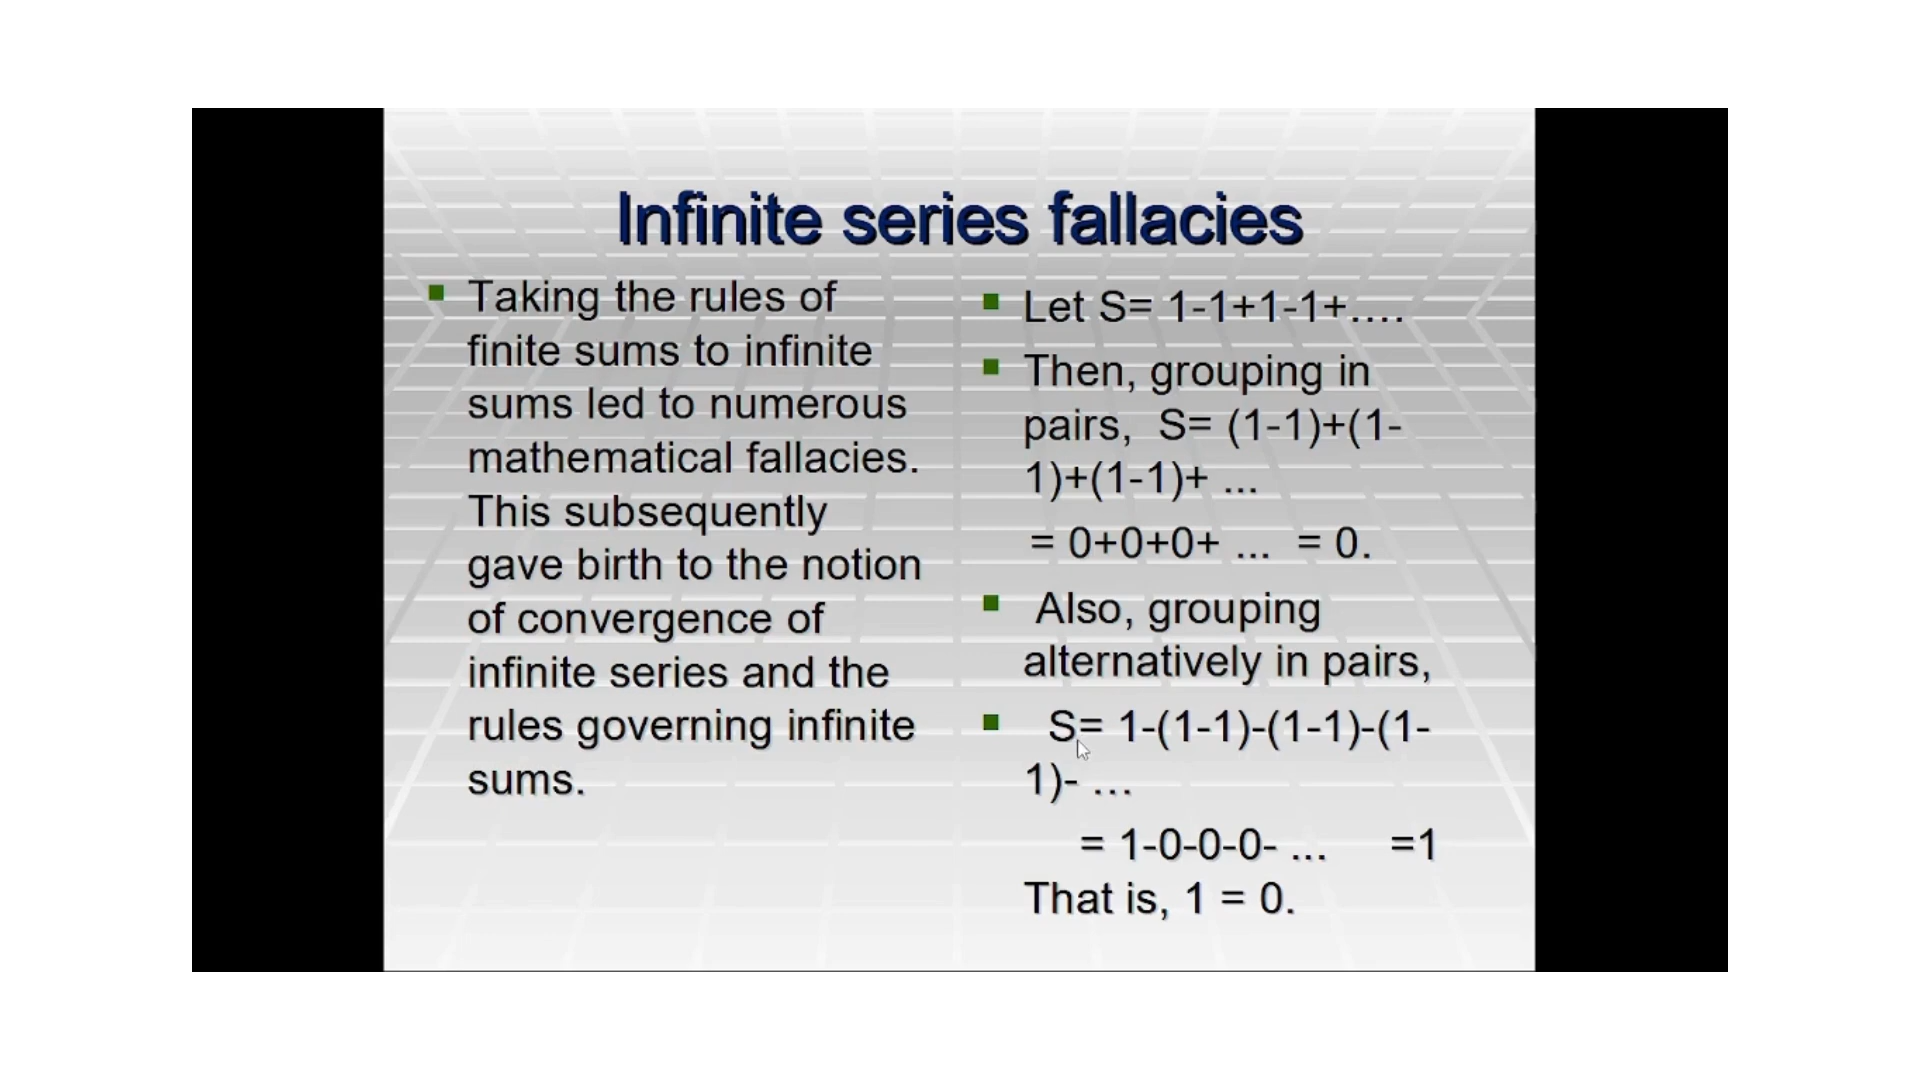 Infinite series fallacies
Taking the rules of
finite sums to infinite
sums led to numerous
mathematical fallacies.
This subsequently
gave birth to the notion
of convergence of
infinite series and the
rules governing infinite
sums.
Let S= 1-1+1-1+....
Then, grouping in
pairs, S= (1-1)+(1-
1)+(1-1)+ ...
= 0+0+0+ ... = 0.
Also, grouping
alternatively in pairs,
S= 1-(1-1)-(1-1)-(1-
1)- ...
= 1-0-0-0- ... =1
That is, 1 = 0.